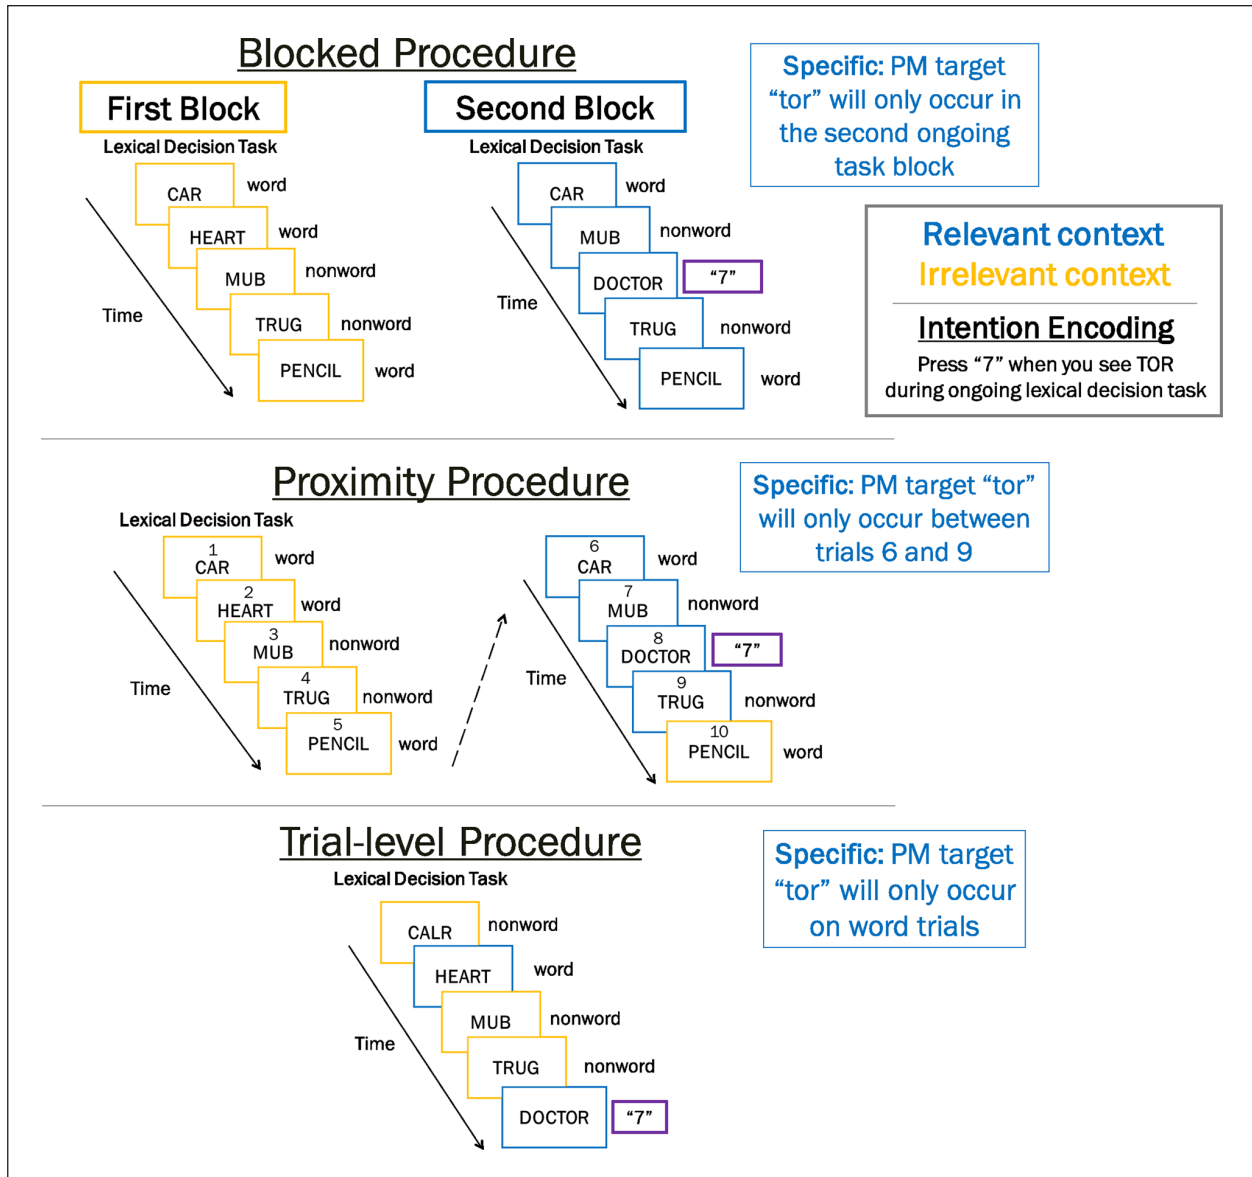 Blocked Procedure
First Block
Lexical Decision Task
CAR
word
HEART
word
MUB
nonword
TRUG
nonword
PENCIL
word
Time
Second Block
Lexical Decision Task
CAR
word
MUB
nonword
DOCTOR
“7”
TRUG
nonword
PENCIL
word
Time
Specific: PM target
“tor” will only occur in
the second ongoing
task block
Relevant context
Irrelevant context
Intention Encoding
Press “7” when you see TOR
during ongoing lexical decision task
Proximity Procedure
Lexical Decision Task
1
CAR
word
2
HEART
word
3
MUB
nonword
4
TRUG
nonword
5
PENCIL
word
Time
6
CAR
word
7
MUB
nonword
8
DOCTOR
“7”
9
TRUG
nonword
10
PENCIL
word
Time
Specific: PM target “tor”
will only occur between
trials 6 and 9
Trial-level Procedure
Lexical Decision Task
CALR
nonword
HEART
word
MUB
nonword
TRUG
nonword
DOCTOR
“7”
Time
Specific: PM target
“tor” will only occur
on word trials